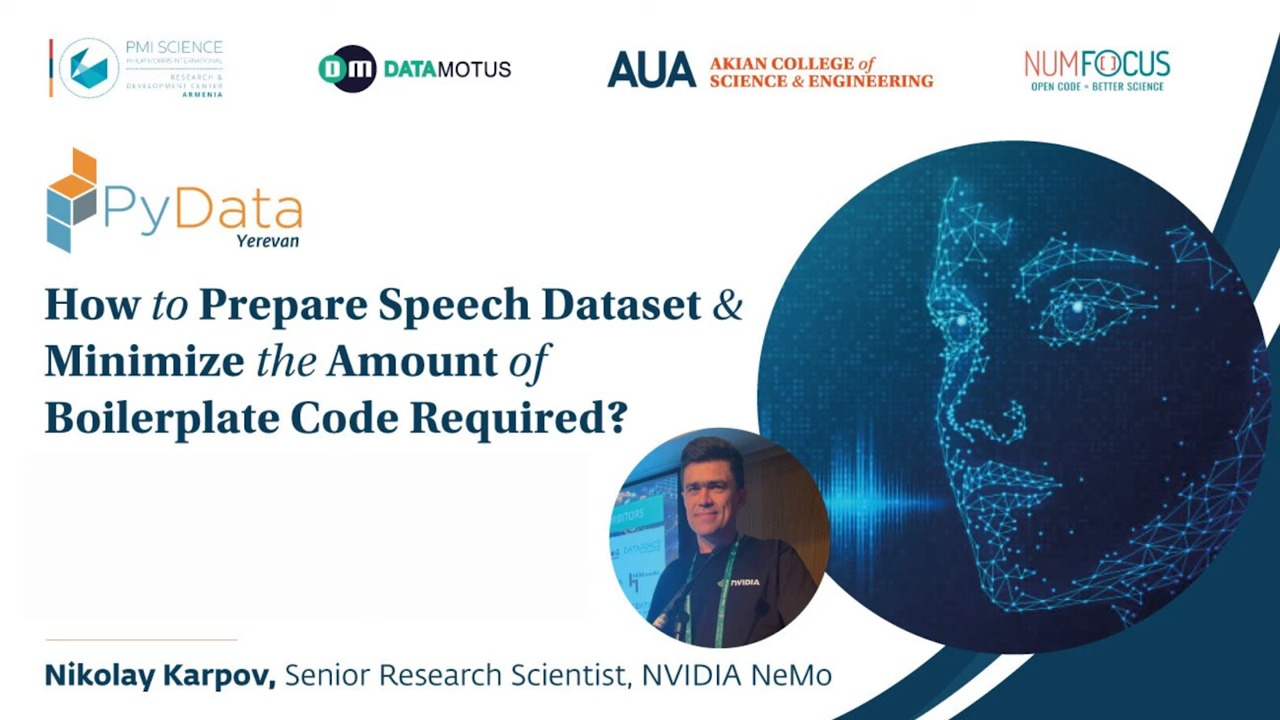 PMI SCIENCE
PHILIP MORRIS INTERNATIONAL
RESEARCH &
DEVELOPMENT CENTER
ARMENIA
DM DATAMOTUS
AUA AKIAN COLLEGE of
SCIENCE & ENGINEERING
NUMFOCUS
OPEN CODE = BETTER SCIENCE
PyData
Yerevan
How to Prepare Speech Dataset &
Minimize the Amount of
Boilerplate Code Required?
NVIDIA
Nikolay Karpov, Senior Research Scientist, NVIDIA NeMo